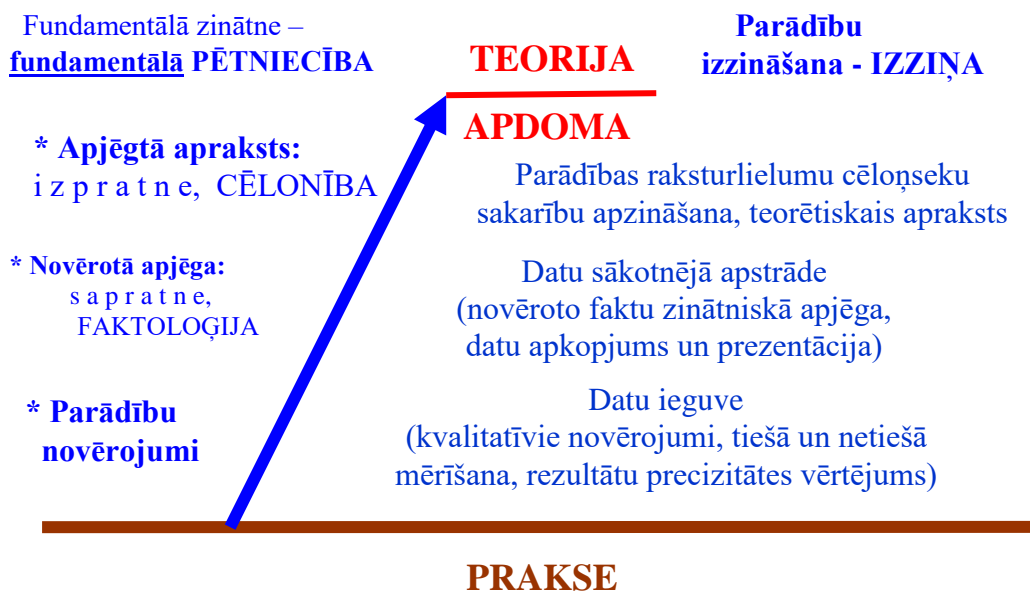 Fundamentālā zinātne –
fundamentālā PĒTNIECĪBA
TEORIJA
Parādību
izzināšana - IZZIŅA
APDOMA
* Apjēgtā apraksts:
i z p r a t n e, CĒLONĪBA
Parādības raksturlielumu cēloņseku
sakarību apzināšana, teorētiskais apraksts
* Novērotā apjēga:
s a p r a t n e,
FAKTOLOĢIJA
Datu sākotnējā apstrāde
(novēroto faktu zinātniskā apjēga,
datu apkopjums un prezentācija)
* Parādību
novērojumi
Datu ieguve
(kvalitatīvie novērojumi, tiešā un netiešā
mērīšana, rezultātu precizitātes vērtējums)
PRAKSE